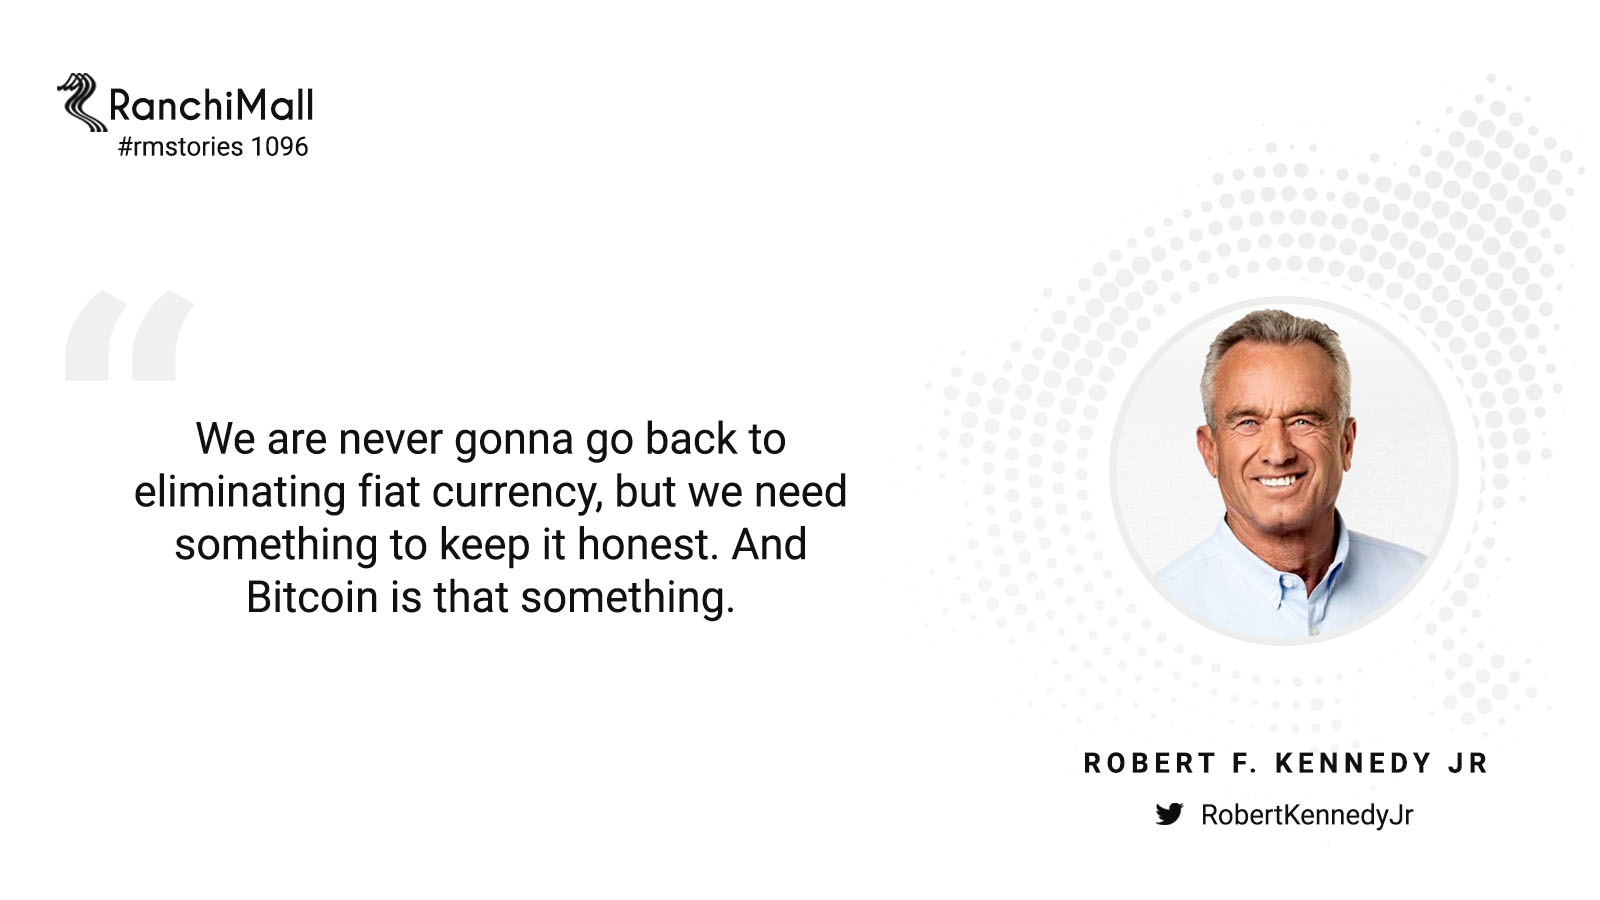 RanchiMall
#rmstories 1096
“
We are never gonna go back to
eliminating fiat currency, but we need
something to keep it honest. And
Bitcoin is that something.
ROBERT F. KENNEDY JR
RobertKennedyJr